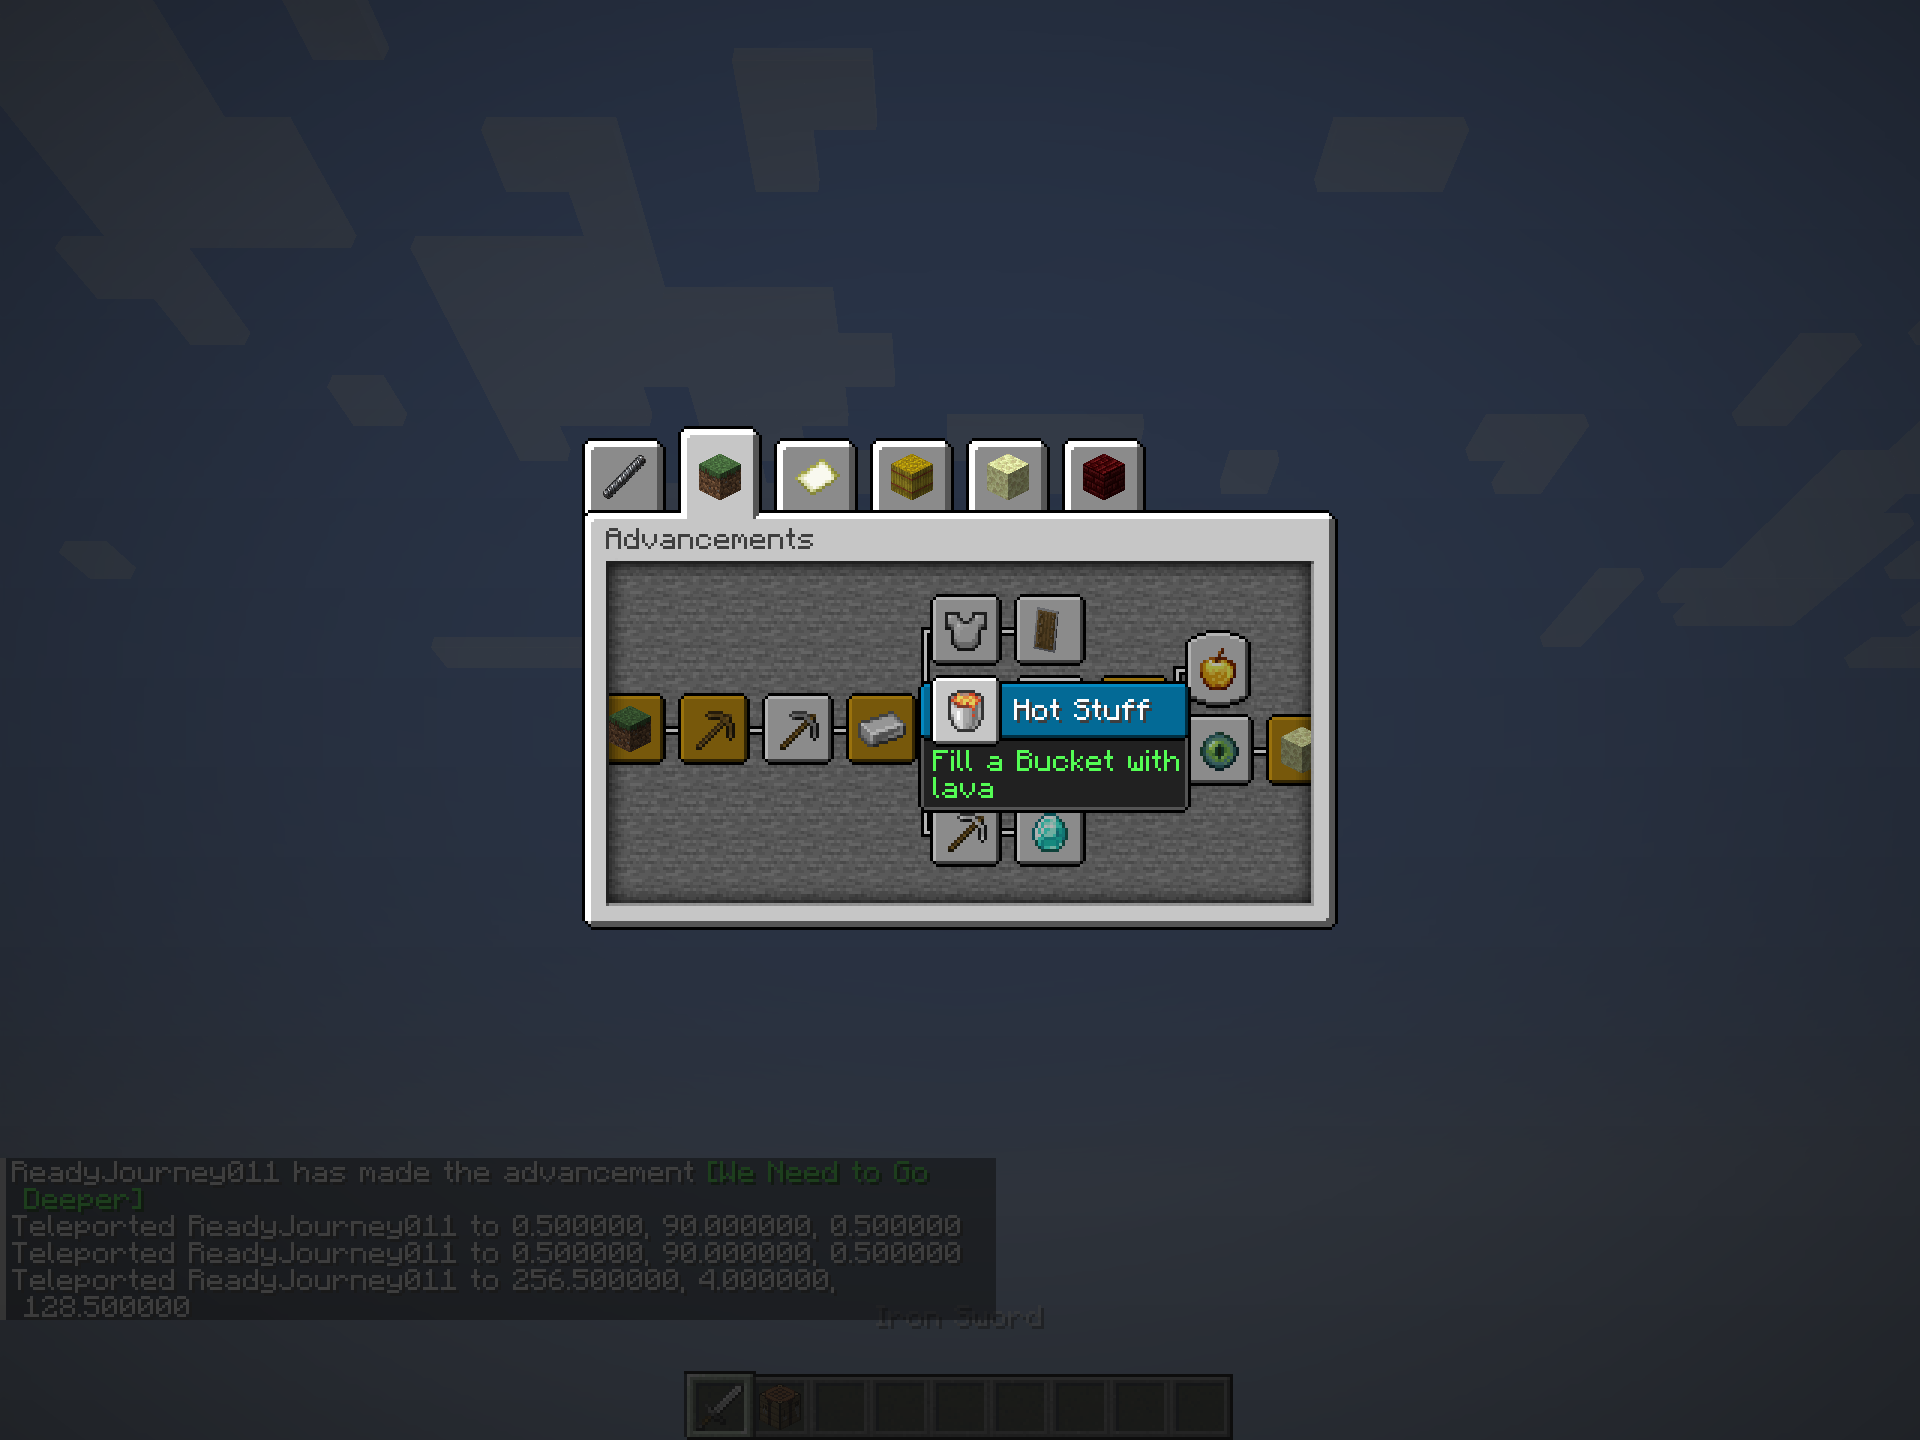 Advancements
Hot Stuff
Fill a Bucket with
lava
ReadyJourney011 has made the advancement [We Need to Go
Deeper]
Teleported ReadyJourney011 to 0.500000, 90.000000, 0.500000
Teleported ReadyJourney011 to 0.500000, 90.000000, 0.500000
Teleported ReadyJourney011 to 256.500000, 4.000000,
128.500000
Iron Sword